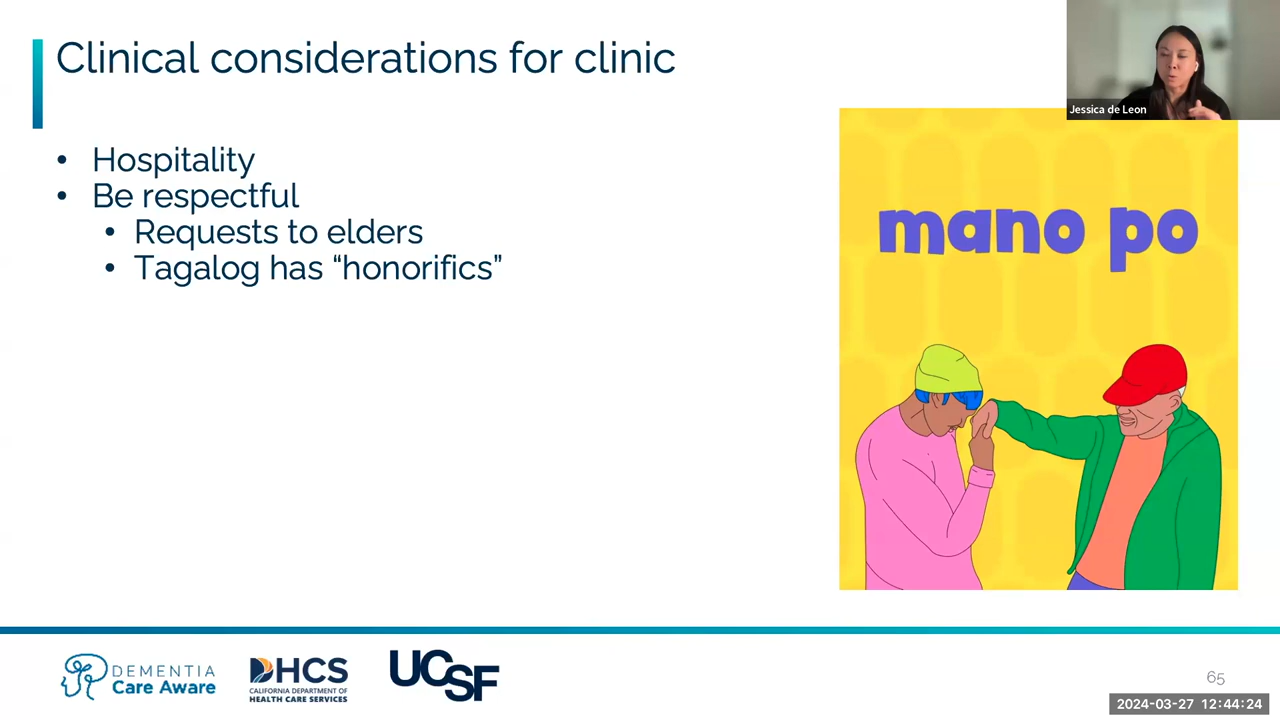 Clinical considerations for clinic
Jessica de Leon
• Hospitality
• Be respectful
• Requests to elders
• Tagalog has “honorifics”
mano po
DEMENTIA
Care Aware
DHCS
CALIFORNIA DEPARTMENT OF
HEALTH CARE SERVICES
UCSF
65
2024-03-27 12:44:24